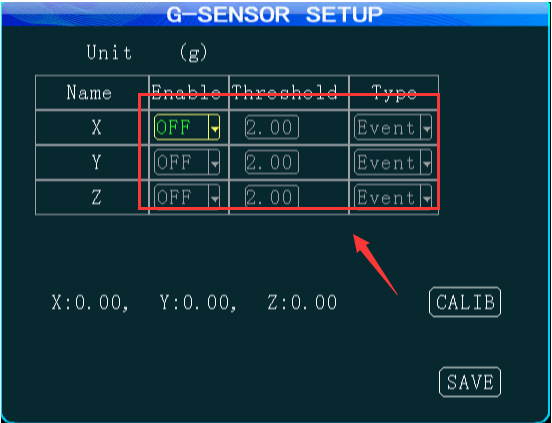 G-SENSOR SETUP
Unit (g)
Name Enable Threshold Type
X OFF 2.00 Event
Y OFF 2.00 Event
Z OFF 2.00 Event
X:0.00, Y:0.00, Z:0.00 CALIB
SAVE